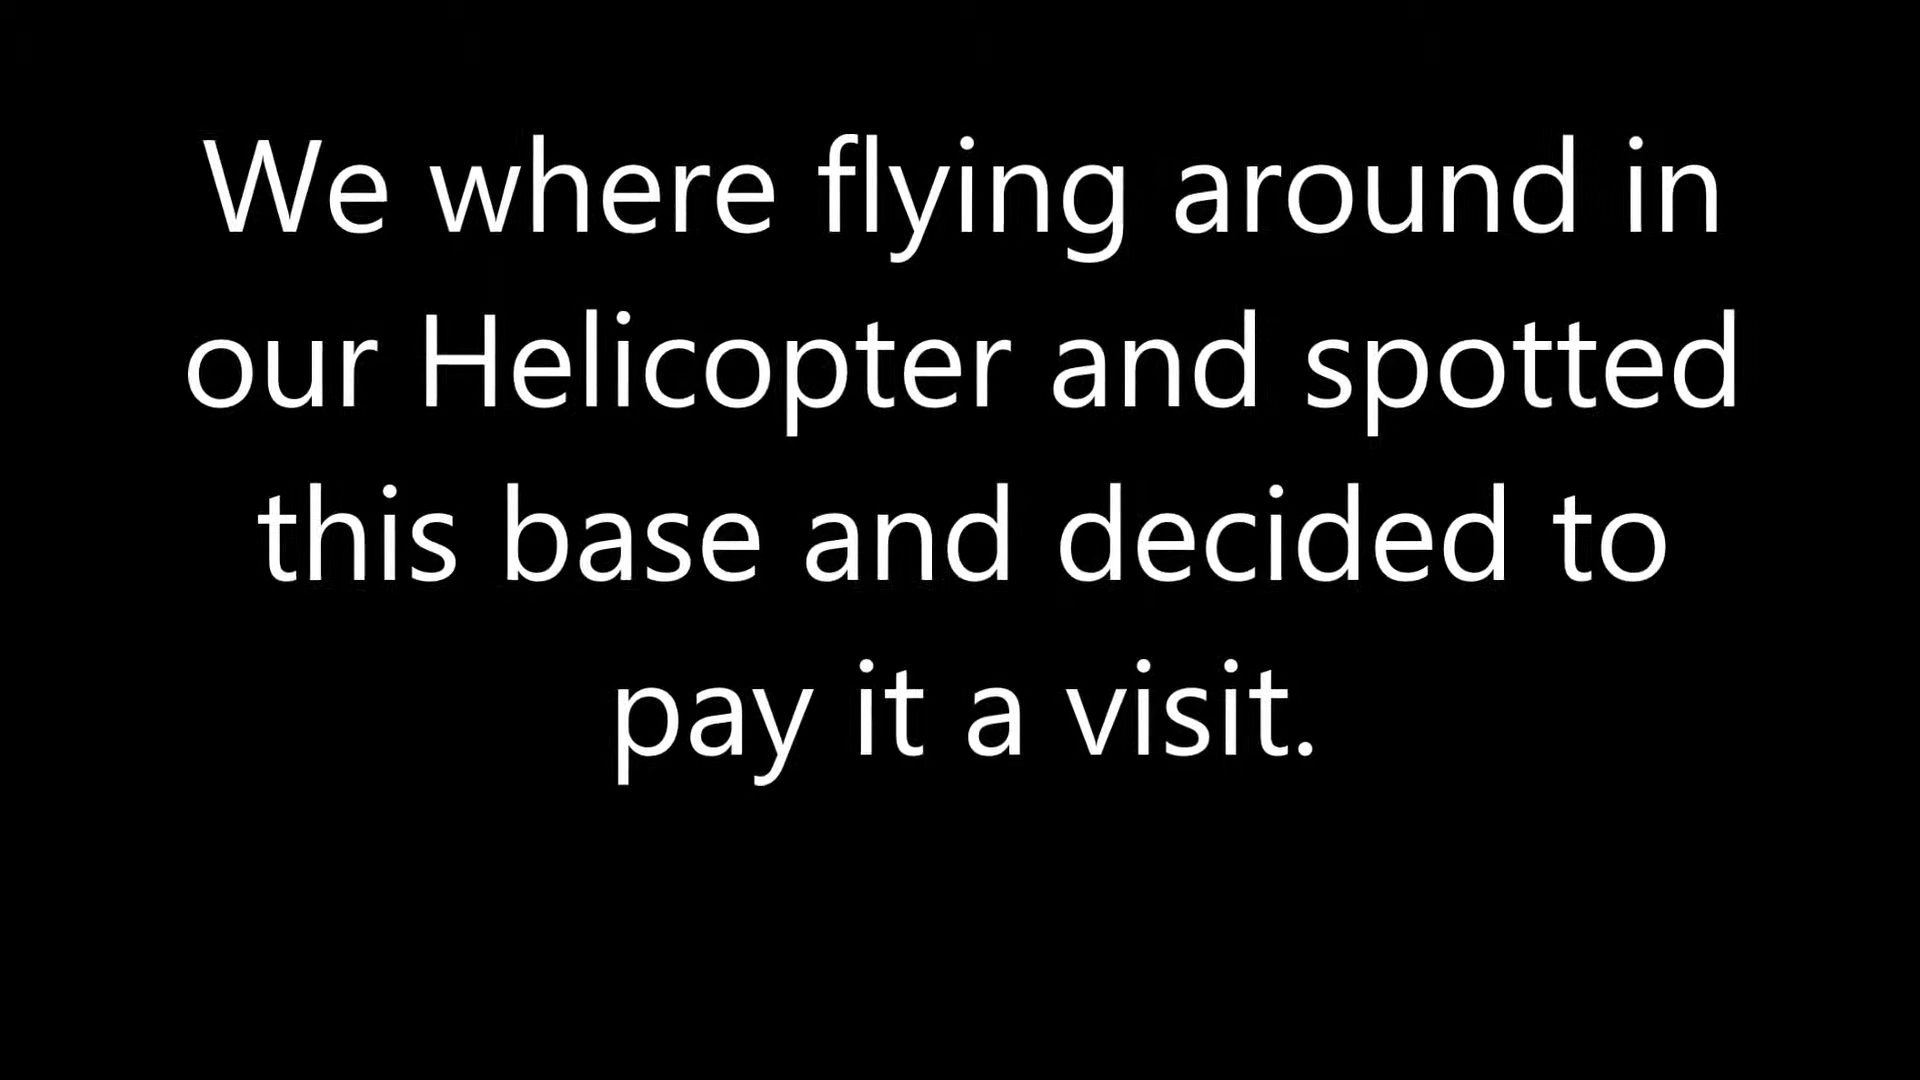 We where flying around in
our Helicopter and spotted
this base and decided to
pay it a visit.